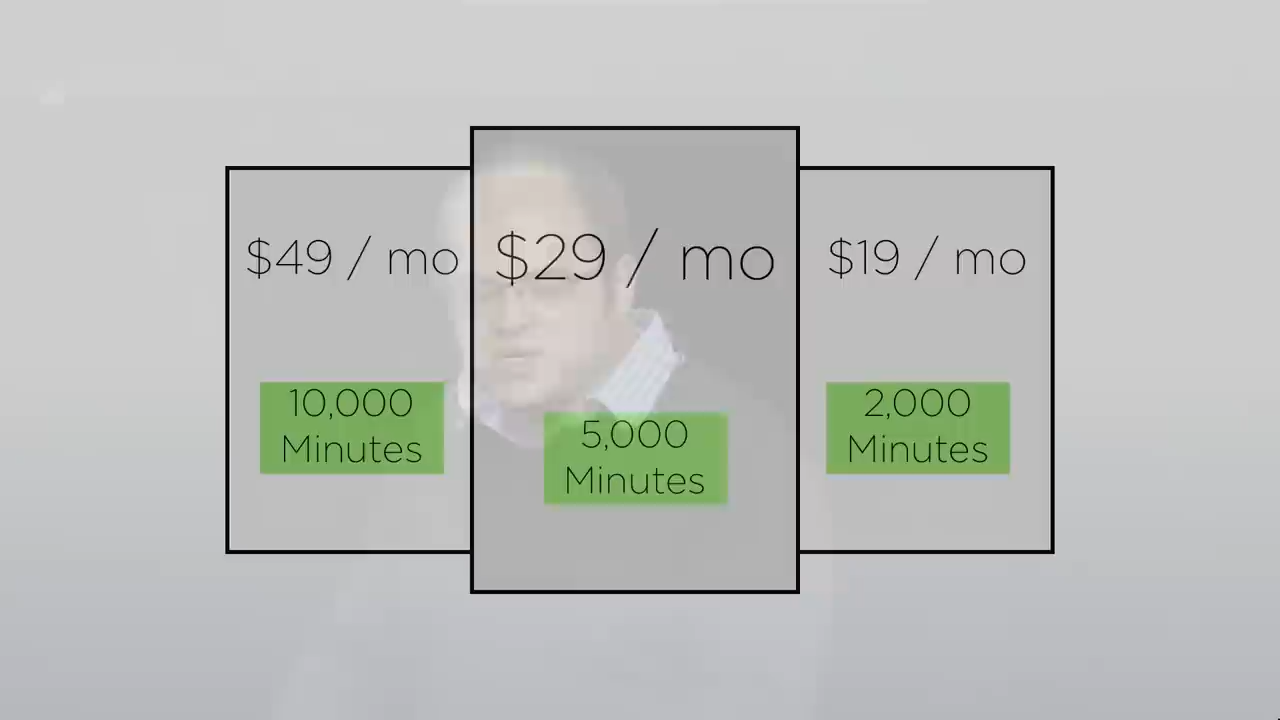 $49 / mo
10,000
Minutes
$29 / mo
5,000
Minutes
$19 / mo
2,000
Minutes